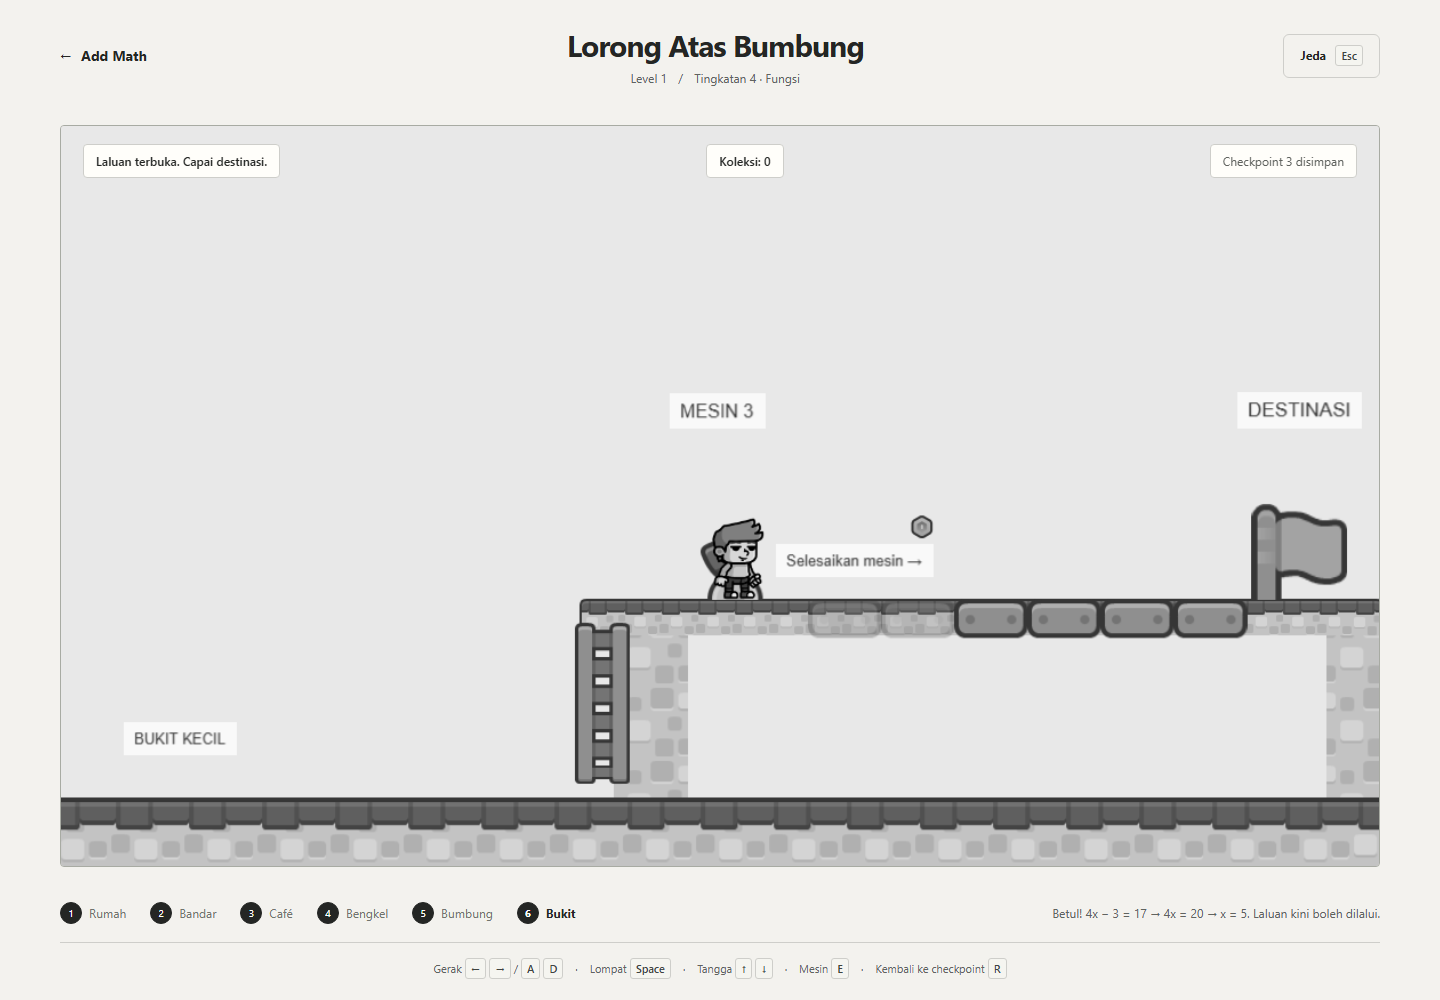 ← Add Math
Lorong Atas Bumbung
Level 1 / Tingkatan 4 · Fungsi
Jeda Esc
Laluan terbuka. Capai destinasi.
Koleksi: 0
Checkpoint 3 disimpan
MESIN 3
DESTINASI
Selesaikan mesin →
BUKIT KECIL
1 Rumah 2 Bandar 3 Café 4 Bengkel 5 Bumbung 6 Bukit
Betul! 4x − 3 = 17 → 4x = 20 → x = 5. Laluan kini boleh dilalui.
Gerak ← → / A D · Lompat Space · Tangga ↑ ↓ · Mesin E · Kembali ke checkpoint R